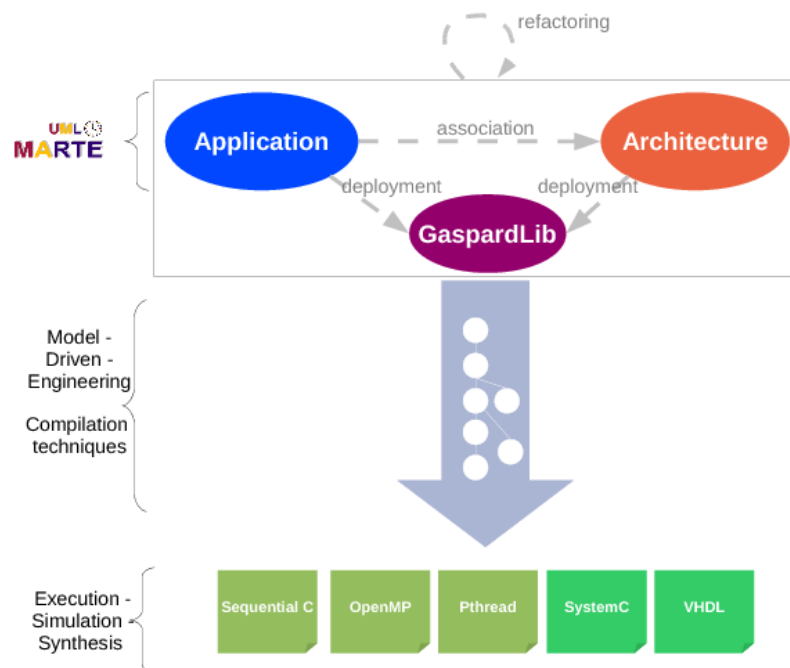 refactoring
UML
MARTE
Application
association
Architecture
deployment
deployment
GaspardLib
Model -
Driven -
Engineering
Compilation
techniques
Execution -
Simulation -
Synthesis
Sequential C
OpenMP
Pthread
SystemC
VHDL